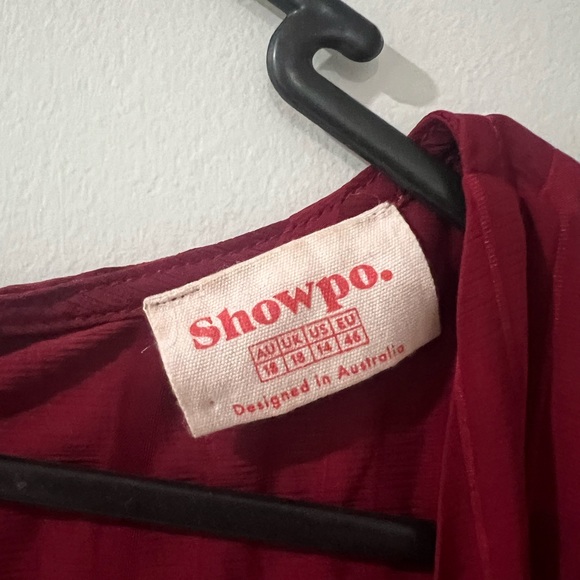 Showpo.
AU UK US EU
18 18 14 46
Designed in Australia